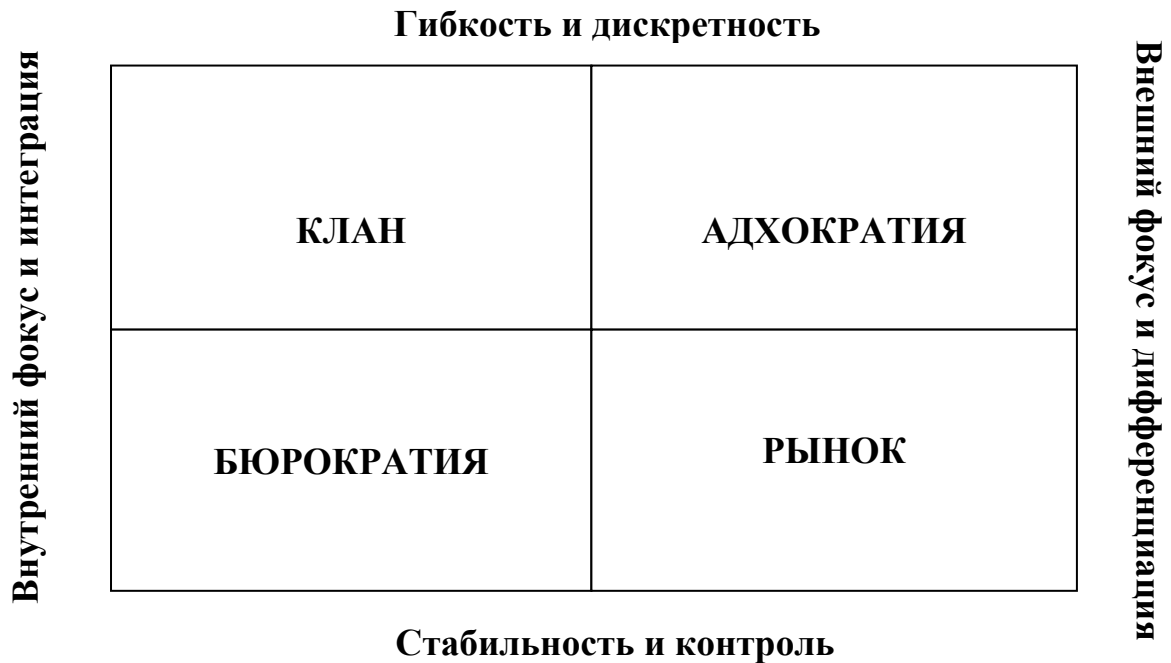 Гибкость и дискретность
Внутренний фокус и интеграция
Внешний фокус и дифференциация
КЛАН
АДХОКРАТИЯ
БЮРОКРАТИЯ
РЫНОК
Стабильность и контроль